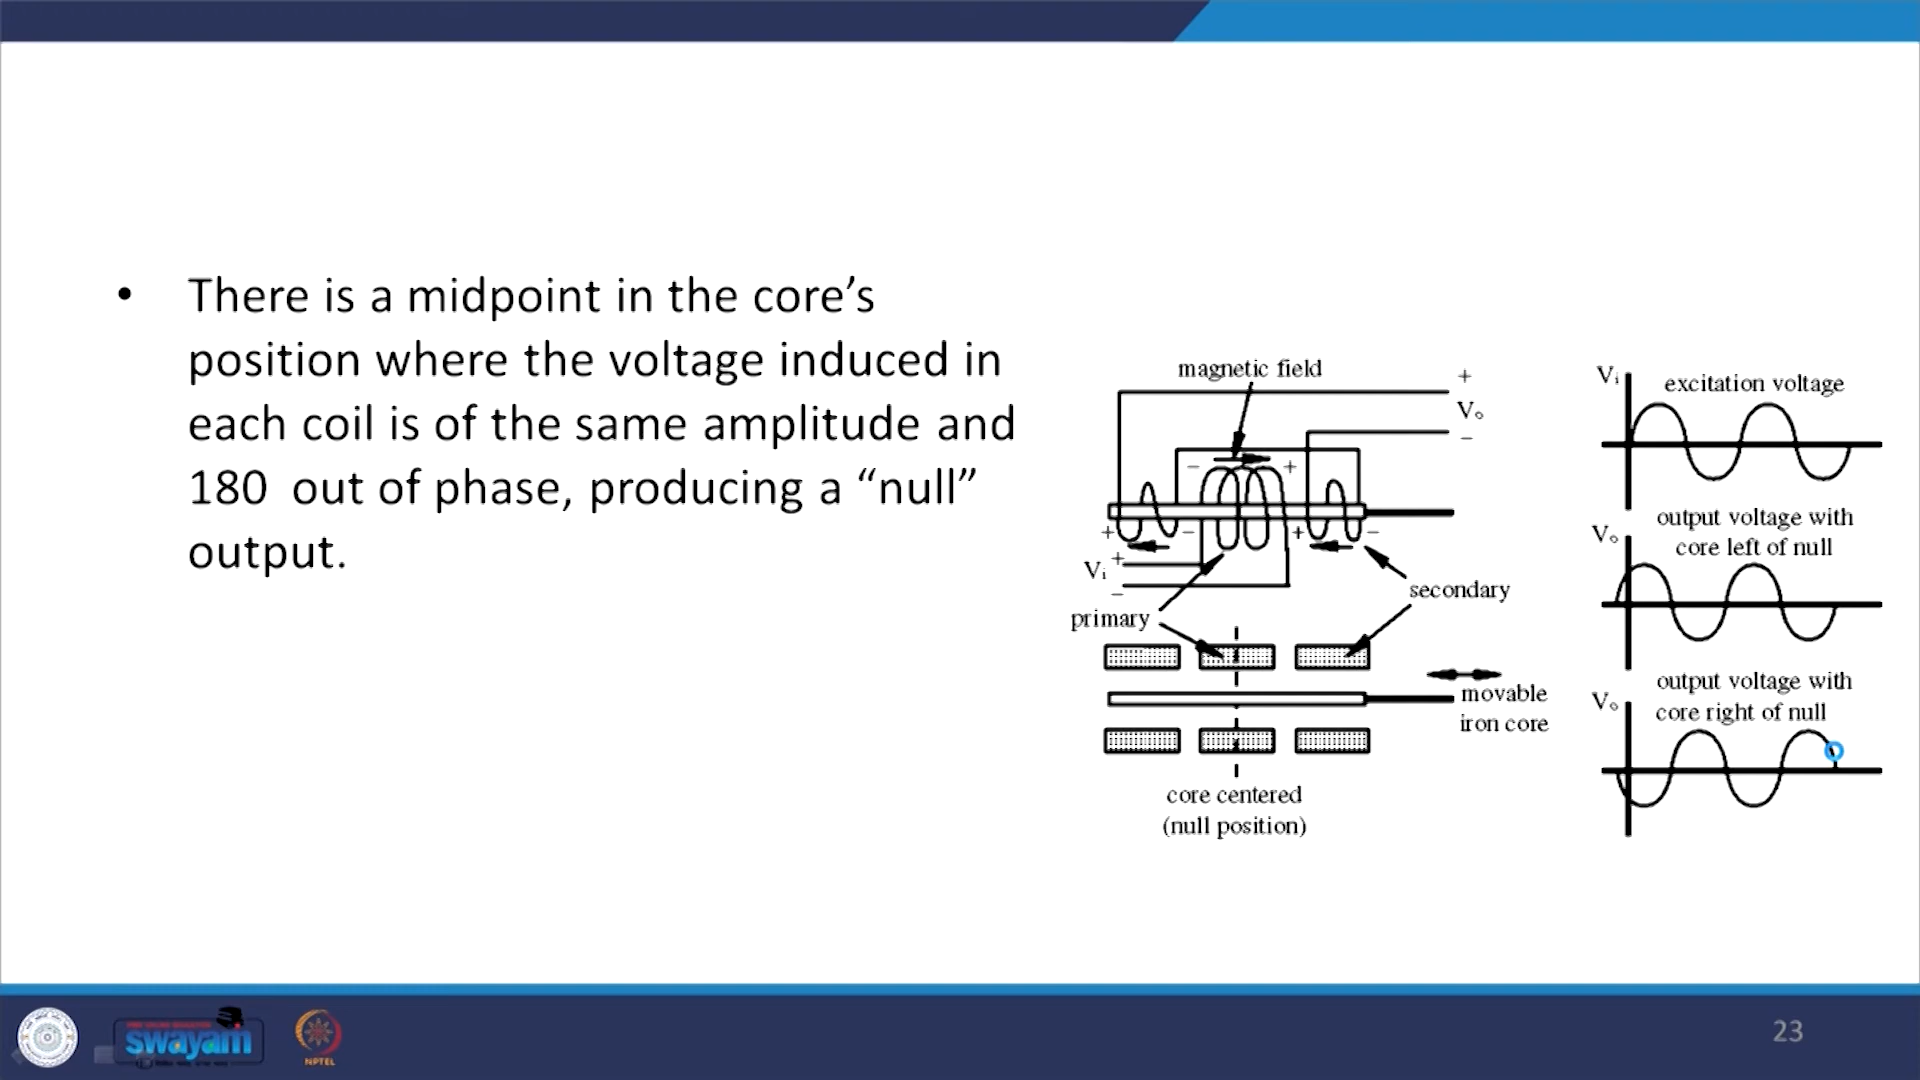 • There is a midpoint in the core’s
position where the voltage induced in
each coil is of the same amplitude and
180 out of phase, producing a “null”
output.
magnetic field
+
Vo
−
− +
+ − + −
Vi
+
−
primary
secondary
movable
iron core
core centered
(null position)
Vi
excitation voltage
output voltage with
core left of null
Vo
output voltage with
core right of null
Vo
swayam
NPTEL
23